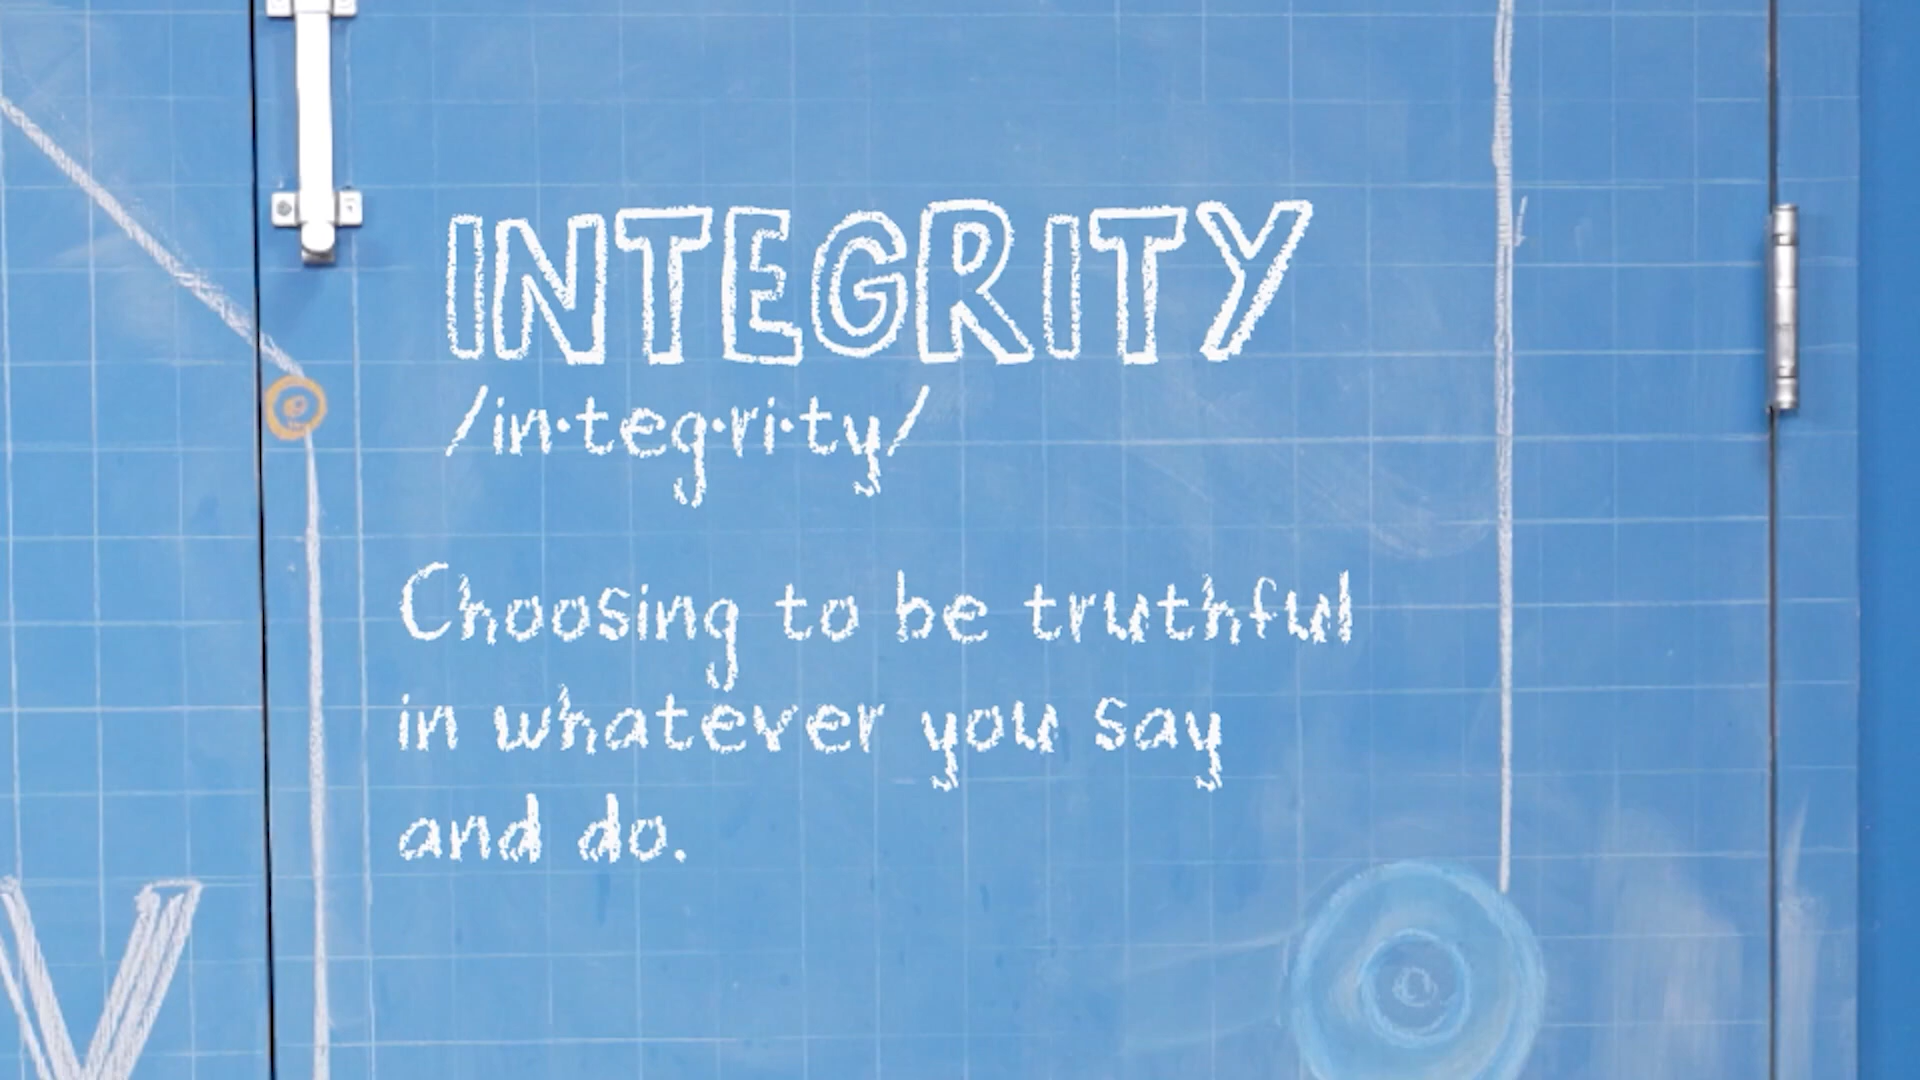 INTEGRITY
/in·teg·ri·ty/
Choosing to be truthful
in whatever you say
and do.